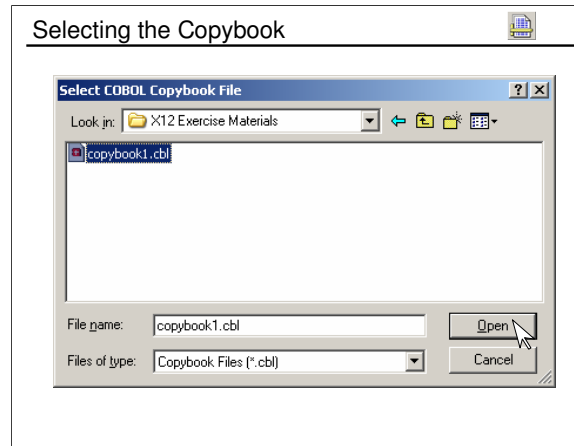 Selecting the Copybook
Select COBOL Copybook File
Look in: X12 Exercise Materials
copybook1.cbl
File name: copybook1.cbl Open
Files of type: Copybook Files (*.cbl) Cancel